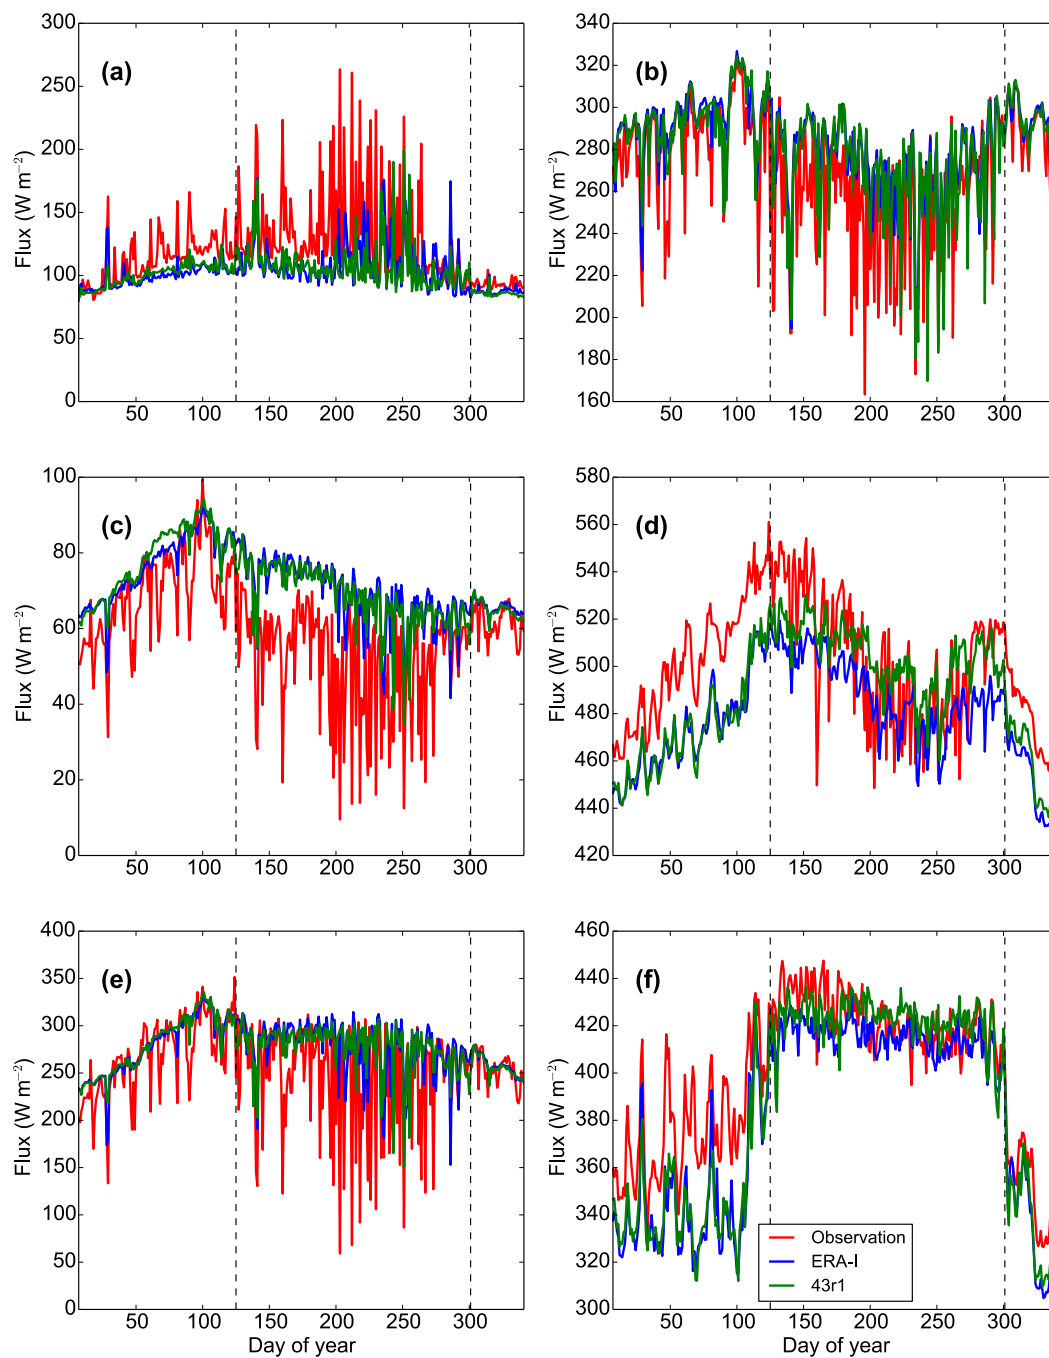 300
250
200
150
100
50
0
Flux (W m⁻²)
(a)
50 100 150 200 250 300
340
320
300
280
260
240
220
200
180
160
Flux (W m⁻²)
(b)
50 100 150 200 250 300
100
80
60
40
20
0
Flux (W m⁻²)
(c)
50 100 150 200 250 300
580
560
540
520
500
480
460
440
420
Flux (W m⁻²)
(d)
50 100 150 200 250 300
400
350
300
250
200
150
100
50
0
Flux (W m⁻²)
(e)
50 100 150 200 250 300
Day of year
460
440
420
400
380
360
340
320
300
Flux (W m⁻²)
(f)
Observation
ERA-I
43r1
50 100 150 200 250 300
Day of year